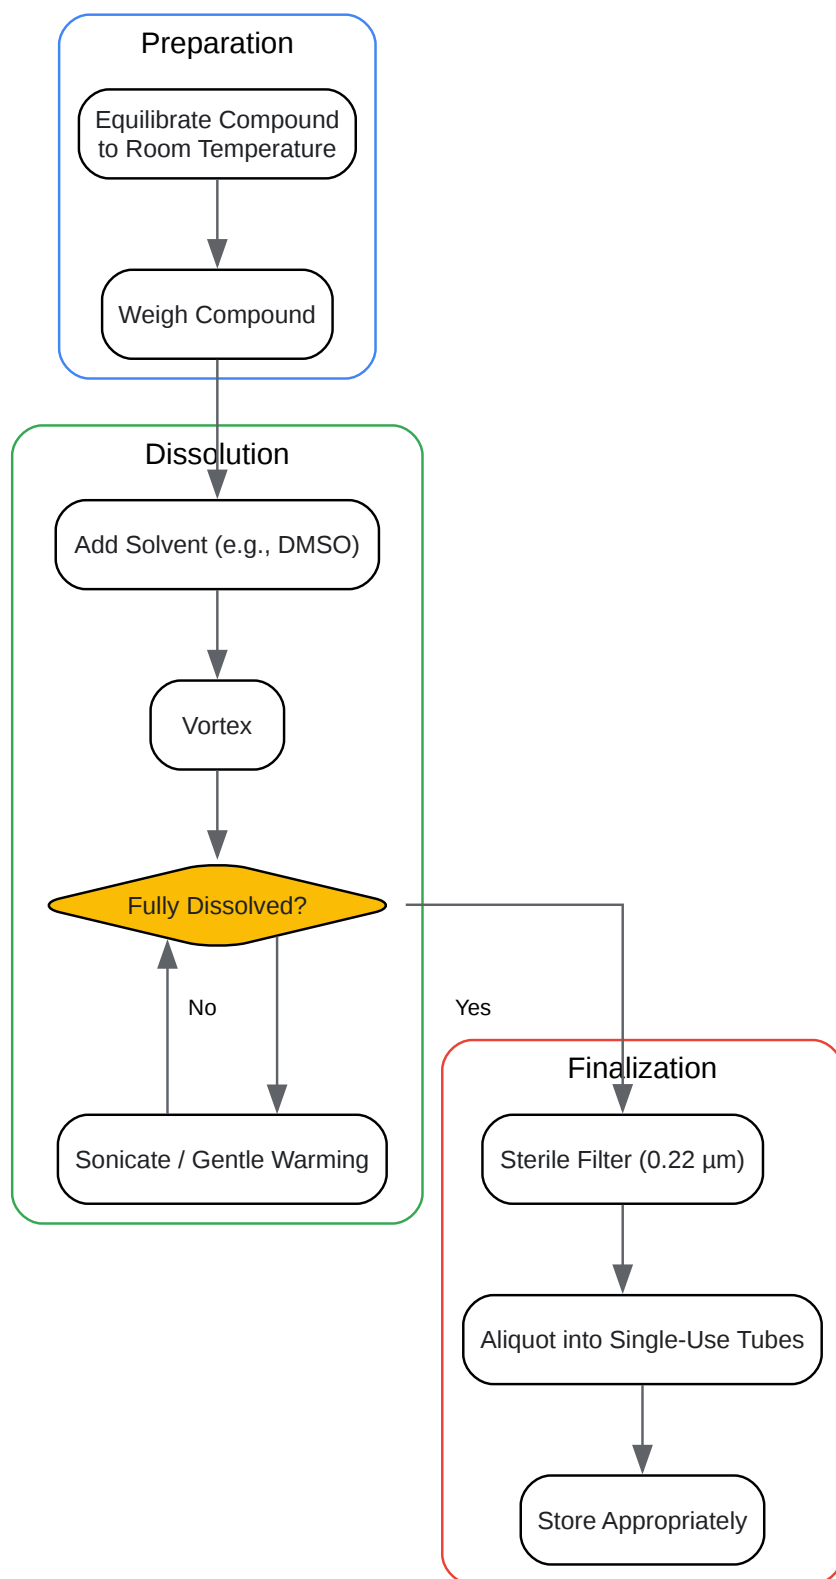 Preparation
Equilibrate Compound
to Room Temperature
Weigh Compound
Dissolution
Add Solvent (e.g., DMSO)
Vortex
Fully Dissolved?
No
Yes
Sonicate / Gentle Warming
Finalization
Sterile Filter (0.22 µm)
Aliquot into Single-Use Tubes
Store Appropriately